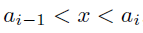 a_{i-1} < x < a_i